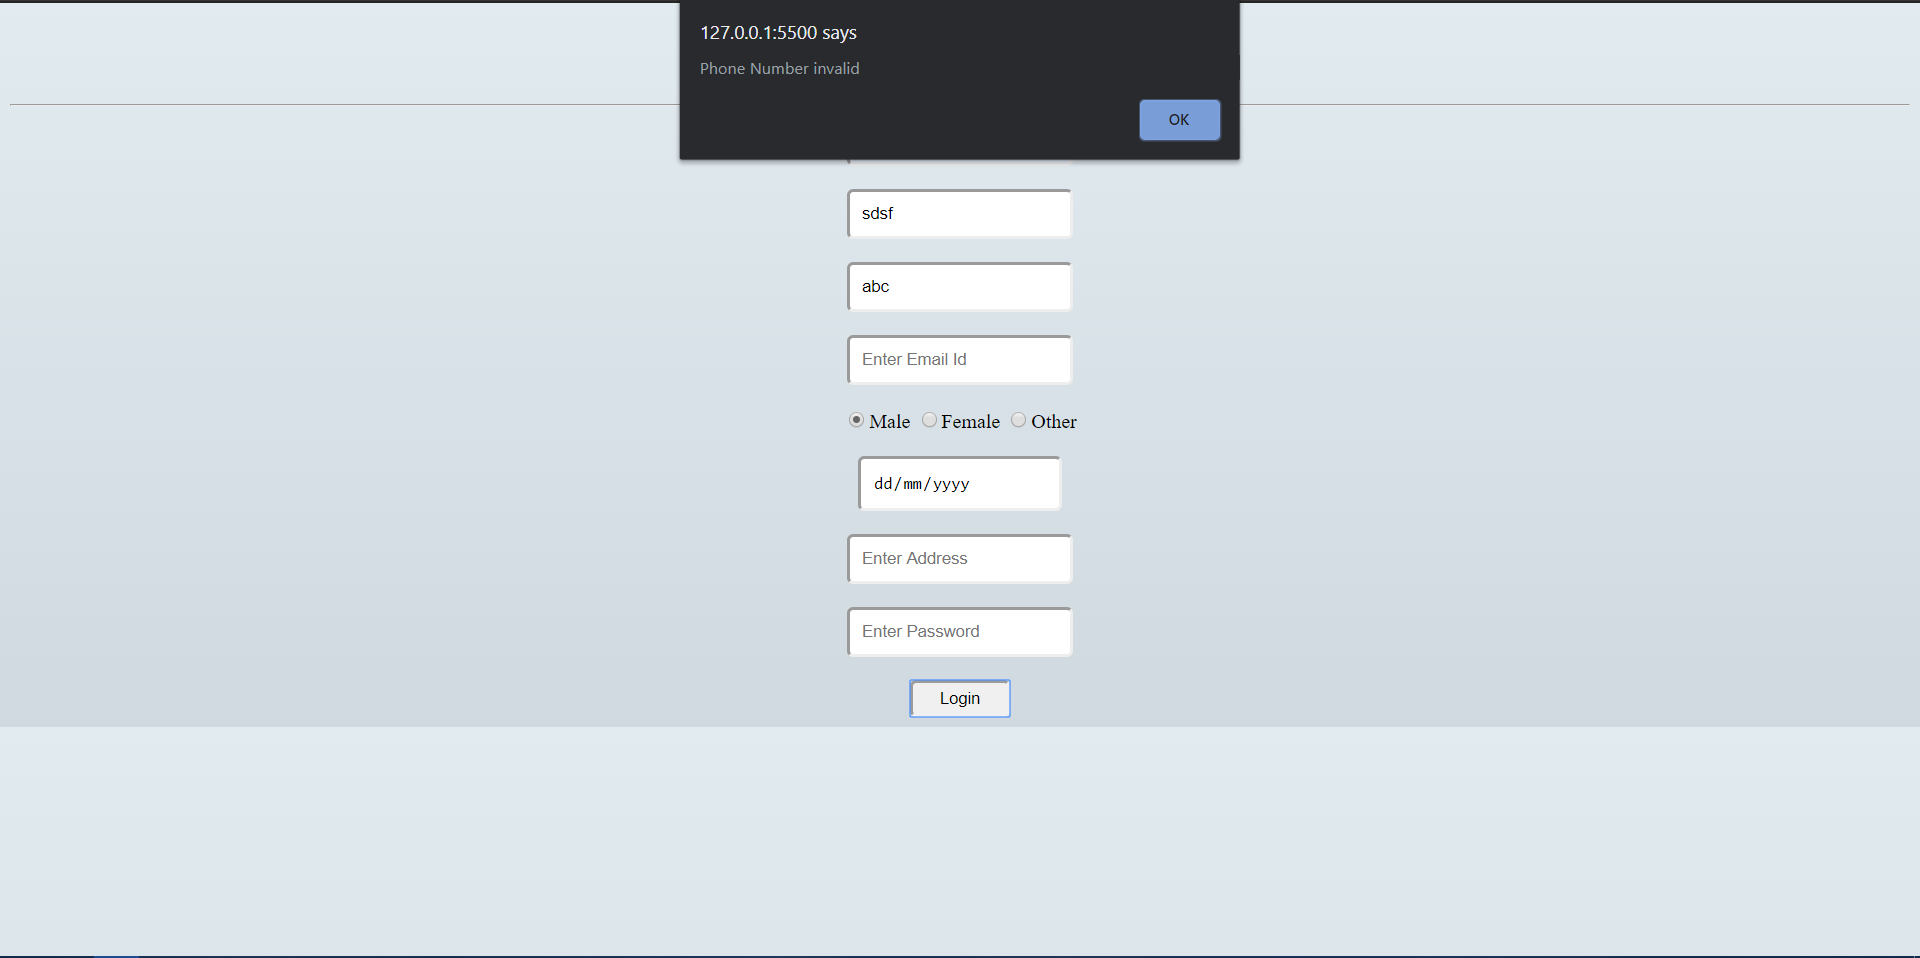 127.0.0.1:5500 says
Phone Number invalid
OK
sdsf
abc
Enter Email Id
Male Female Other
dd/mm/yyyy
Enter Address
Enter Password
Login